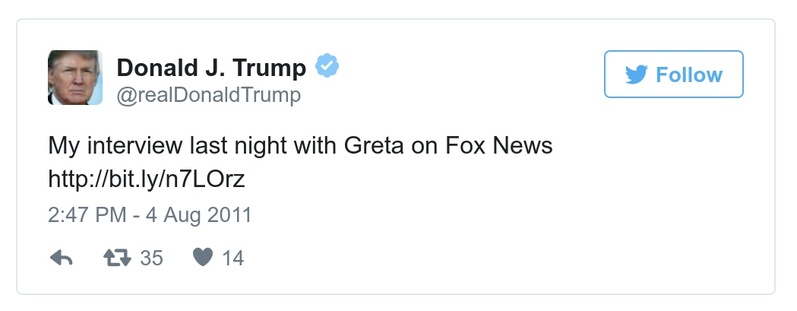 Donald J. Trump
@realDonaldTrump
Follow
My interview last night with Greta on Fox News
http://bit.ly/n7LOrz
2:47 PM - 4 Aug 2011
35 14